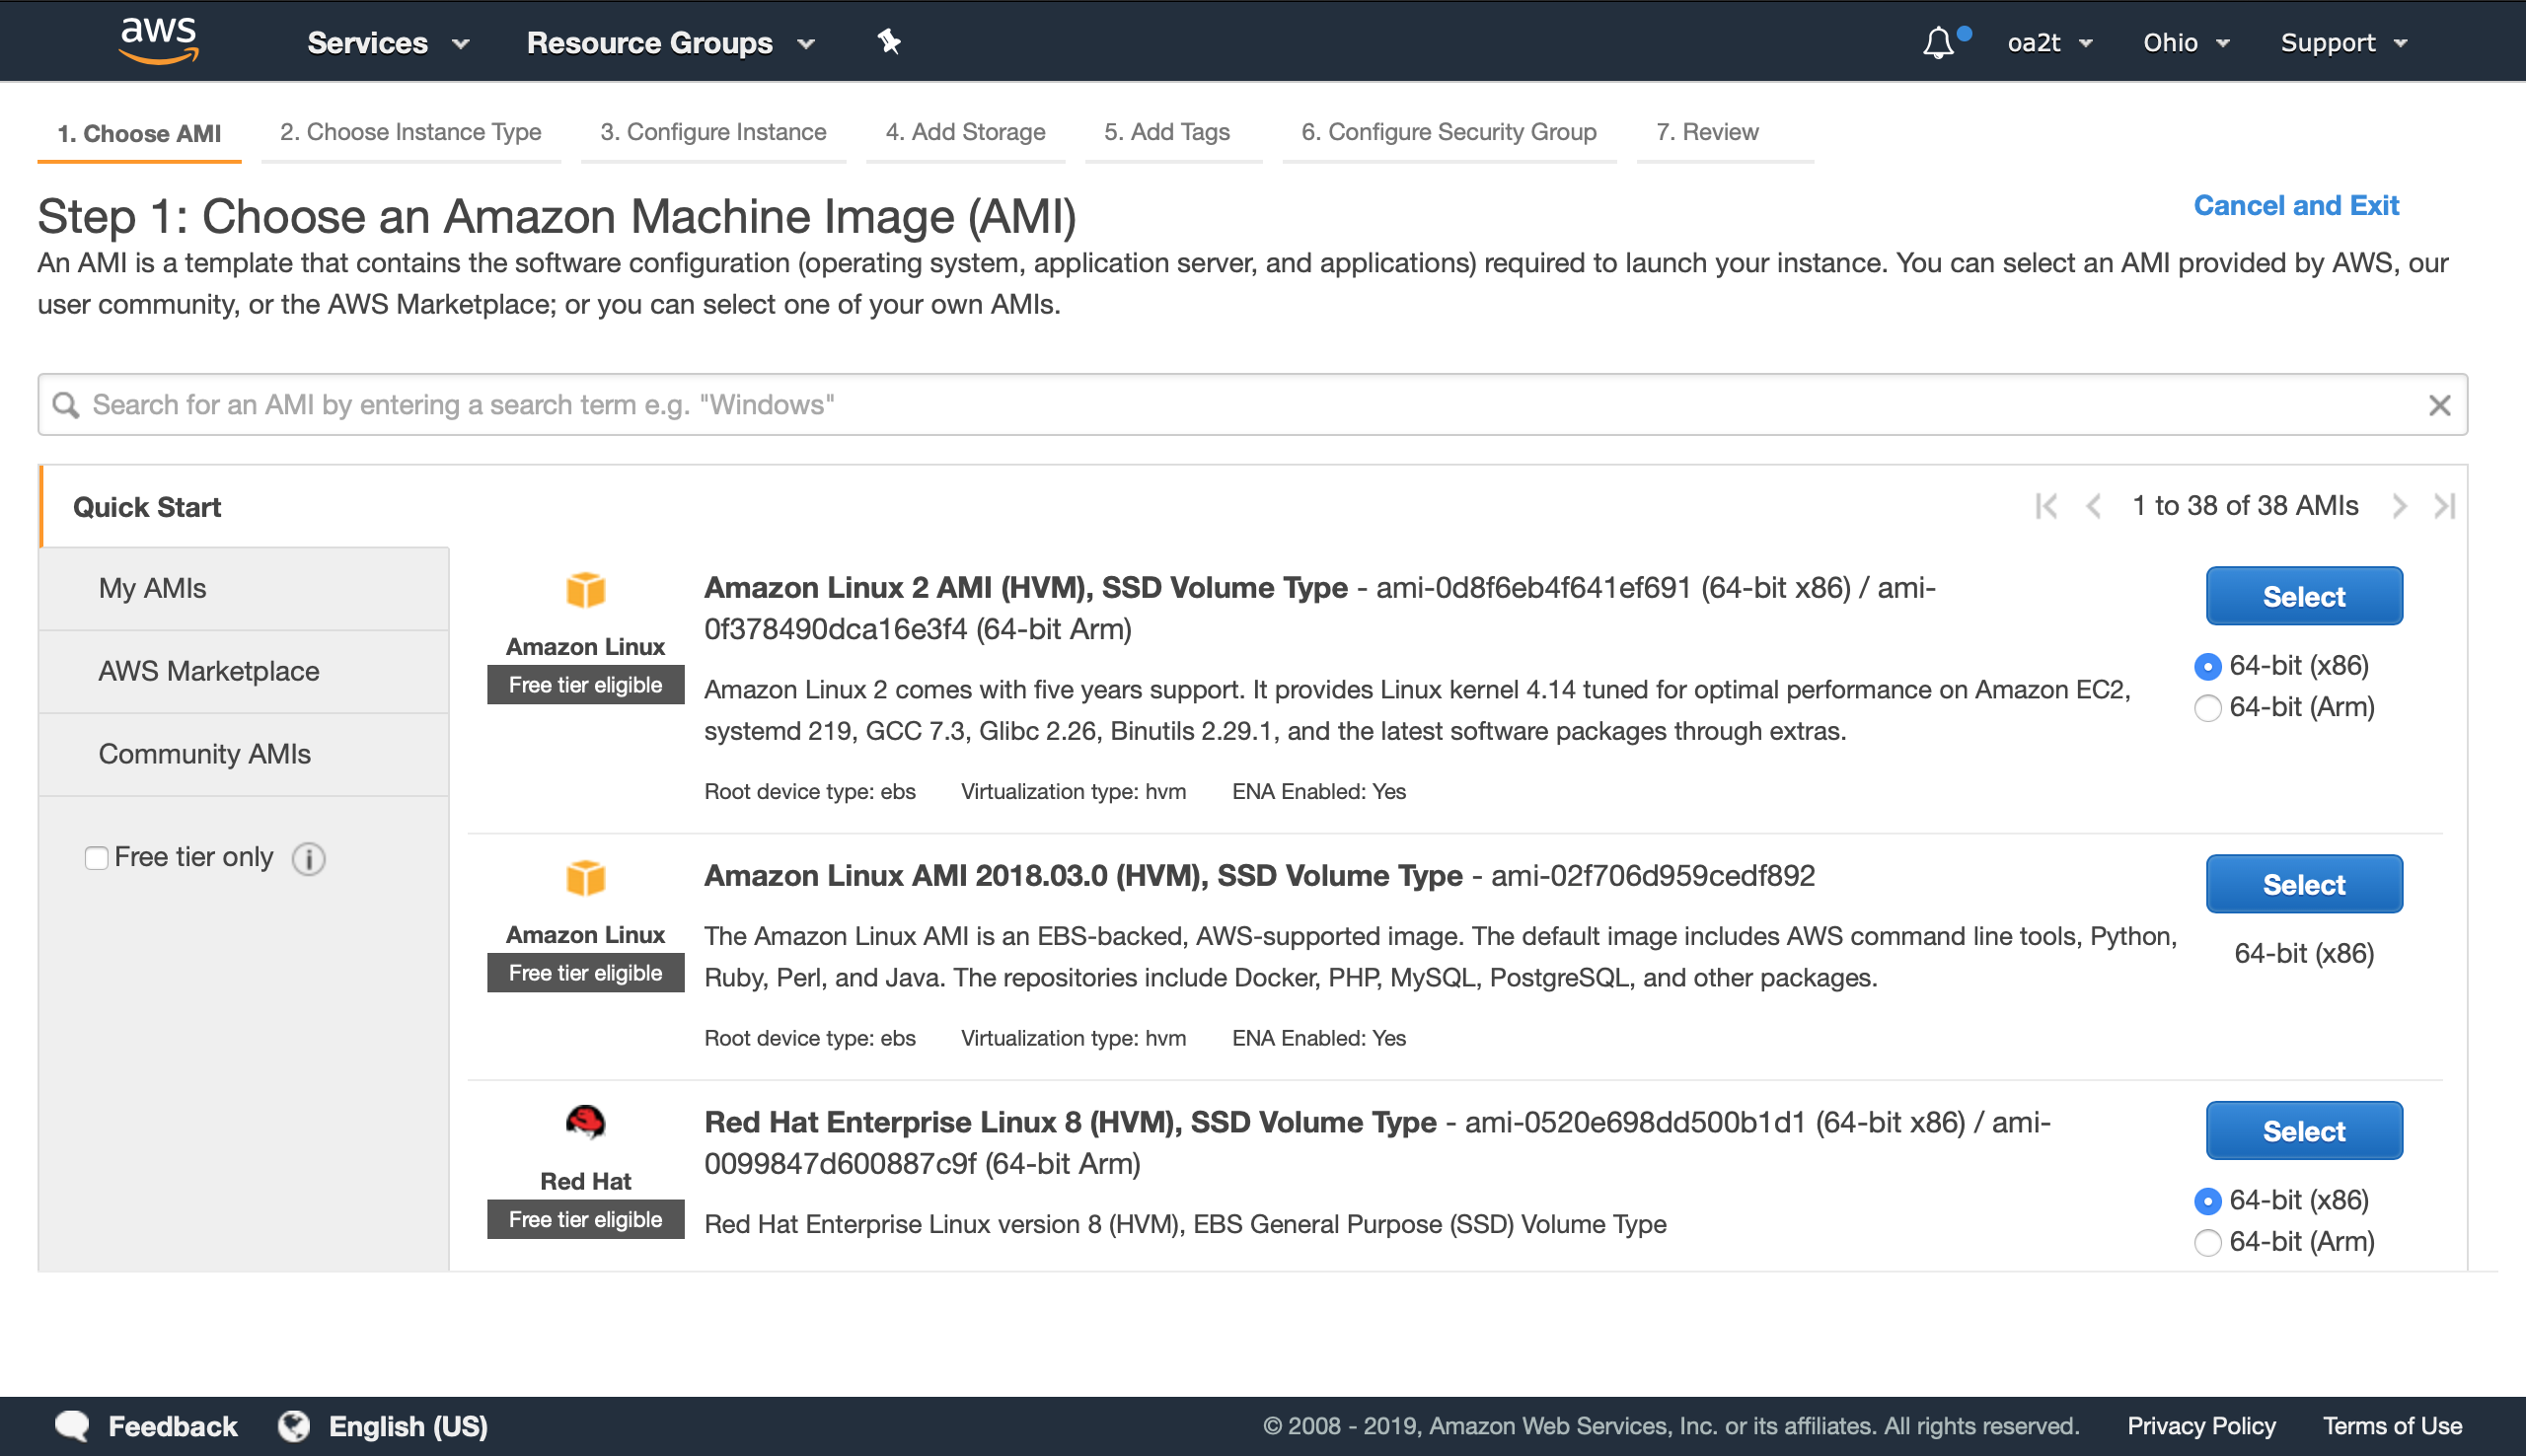 aws Services Resource Groups oa2t Ohio Support
1. Choose AMI 2. Choose Instance Type 3. Configure Instance 4. Add Storage 5. Add Tags 6. Configure Security Group 7. Review
Step 1: Choose an Amazon Machine Image (AMI)
Cancel and Exit
An AMI is a template that contains the software configuration (operating system, application server, and applications) required to launch your instance. You can select an AMI provided by AWS, our
user community, or the AWS Marketplace; or you can select one of your own AMIs.
Search for an AMI by entering a search term e.g. "Windows"
Quick Start
1 to 38 of 38 AMIs
My AMIs
AWS Marketplace
Community AMIs
Free tier only
Amazon Linux
Free tier eligible
Amazon Linux 2 AMI (HVM), SSD Volume Type - ami-0d8f6eb4f641ef691 (64-bit x86) / ami-
0f378490dca16e3f4 (64-bit Arm)
Amazon Linux 2 comes with five years support. It provides Linux kernel 4.14 tuned for optimal performance on Amazon EC2,
systemd 219, GCC 7.3, Glibc 2.26, Binutils 2.29.1, and the latest software packages through extras.
Root device type: ebs Virtualization type: hvm ENA Enabled: Yes
Select
64-bit (x86)
64-bit (Arm)
Amazon Linux
Free tier eligible
Amazon Linux AMI 2018.03.0 (HVM), SSD Volume Type - ami-02f706d959cedf892
The Amazon Linux AMI is an EBS-backed, AWS-supported image. The default image includes AWS command line tools, Python,
Ruby, Perl, and Java. The repositories include Docker, PHP, MySQL, PostgreSQL, and other packages.
Root device type: ebs Virtualization type: hvm ENA Enabled: Yes
Select
64-bit (x86)
Red Hat
Free tier eligible
Red Hat Enterprise Linux 8 (HVM), SSD Volume Type - ami-0520e698dd500b1d1 (64-bit x86) / ami-
0099847d600887c9f (64-bit Arm)
Red Hat Enterprise Linux version 8 (HVM), EBS General Purpose (SSD) Volume Type
Select
64-bit (x86)
64-bit (Arm)
Feedback English (US) © 2008 - 2019, Amazon Web Services, Inc. or its affiliates. All rights reserved. Privacy Policy Terms of Use